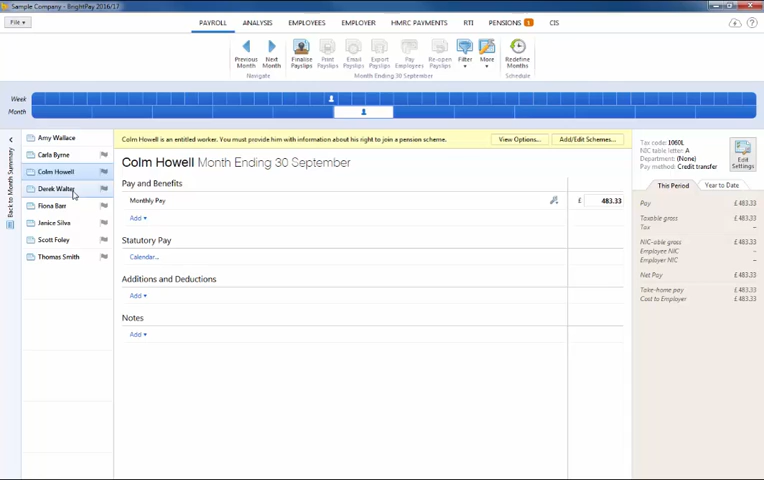 Sample Company - BrightPay 2016/17
File
PAYROLL ANALYSIS EMPLOYEES EMPLOYER HMRC PAYMENTS RTI PENSIONS 1 CIS
Previous Month
Next Month
Finalise Payslips
Print Payslips
Email Payslips
Export Payslips
Pay Employees
Re-open Payslips
Filter
More
Redefine Months
Navigate
Month Ending 30 September
Schedule
Week
Month
Back to Month Summary
Amy Wallace
Carla Byrne
Colm Howell
Derek Walter
Fiona Barr
Janice Silva
Scott Foley
Thomas Smith
Colm Howell is an entitled worker. You must provide him with information about his right to join a pension scheme.
View Options...
Add/Edit Schemes...
Colm Howell Month Ending 30 September
Pay and Benefits
Monthly Pay £ 483.33
Add
Statutory Pay
Calendar...
Additions and Deductions
Add
Notes
Add
Tax code: 1060L
NIC table letter: A
Department: (None)
Pay method: Credit transfer
Edit Settings
This Period Year to Date
Pay £ 483.33
Taxable gross £ 483.33
Tax –
NIC-able gross £ 483.33
Employee NIC –
Employer NIC –
Net Pay £ 483.33
Take-home pay £ 483.33
Cost to Employer £ 483.33